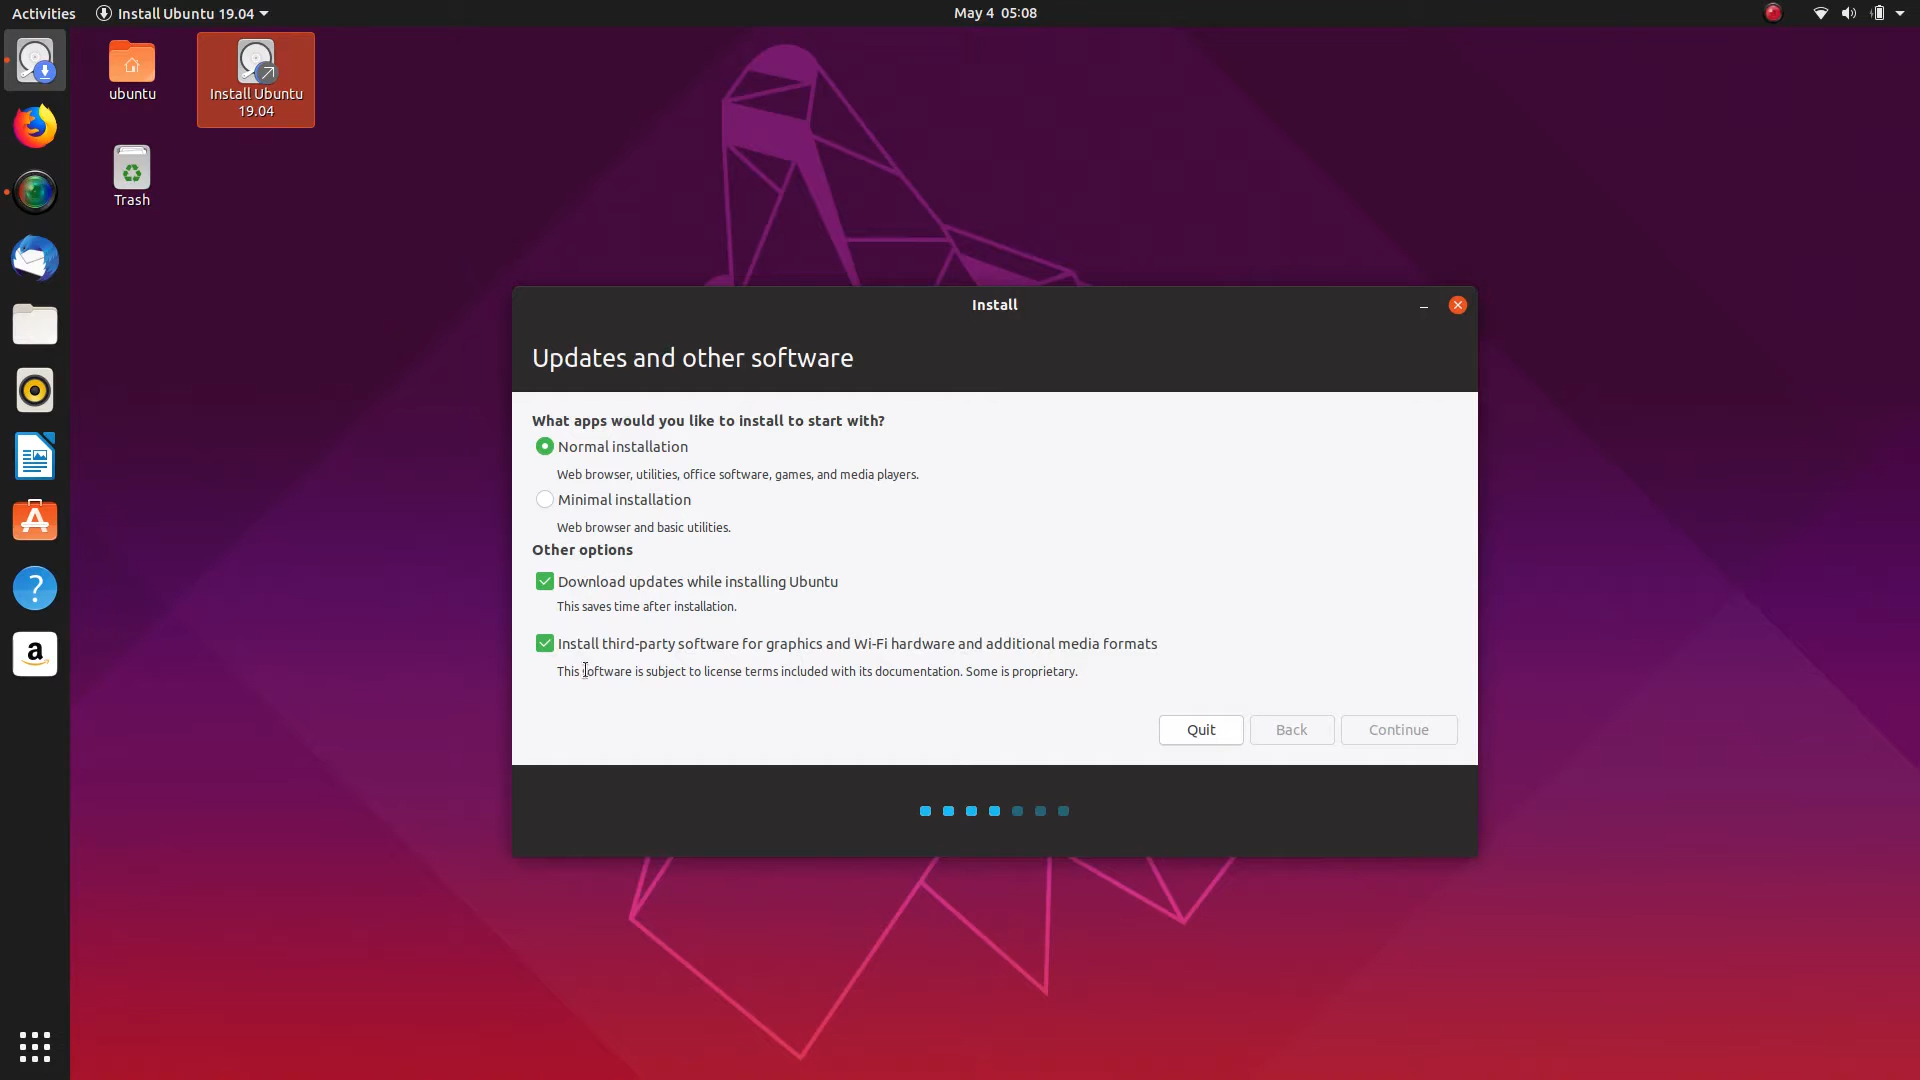 Activities
Install Ubuntu 19.04
May 4 05:08
ubuntu
Install Ubuntu
19.04
Trash
Install
Updates and other software
What apps would you like to install to start with?
Normal installation
Web browser, utilities, office software, games, and media players.
Minimal installation
Web browser and basic utilities.
Other options
Download updates while installing Ubuntu
This saves time after installation.
Install third-party software for graphics and Wi-Fi hardware and additional media formats
This software is subject to license terms included with its documentation. Some is proprietary.
Quit
Back
Continue